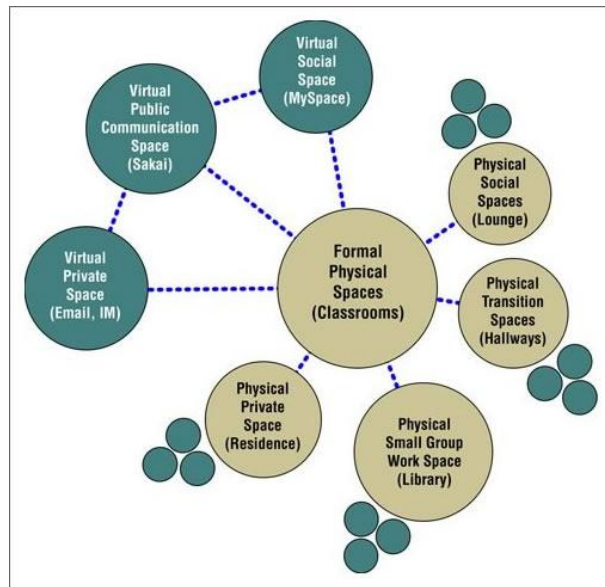 Virtual
Social
Space
(MySpace)
Virtual
Public
Communication
Space
(Sakai)
Physical
Social
Spaces
(Lounge)
Formal
Physical
Spaces
(Classrooms)
Virtual
Private
Space
(Email, IM)
Physical
Transition
Spaces
(Hallways)
Physical
Private
Space
(Residence)
Physical
Small Group
Work Space
(Library)